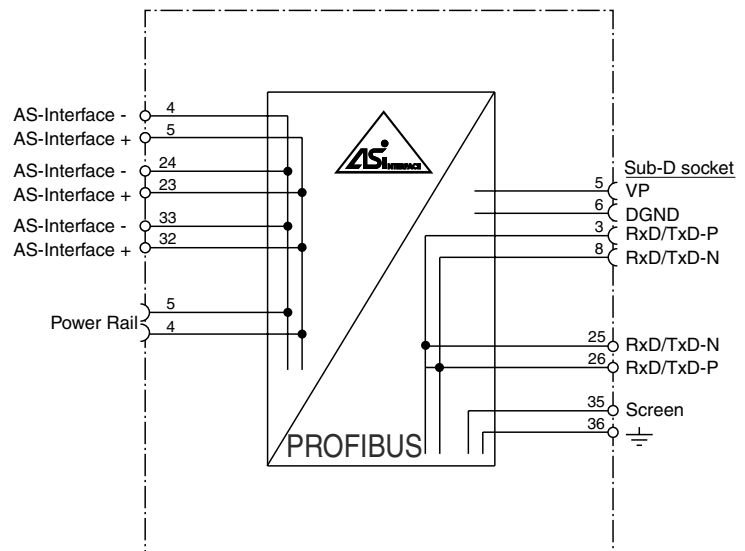 AS-Interface - 4
AS-Interface + 5
AS-Interface - 24
AS-Interface + 23
AS-Interface - 33
AS-Interface + 32
Power Rail
5
4
ASi INTERFACE
PROFIBUS
Sub-D socket
5 VP
6 DGND
3 RxD/TxD-P
8 RxD/TxD-N
25 RxD/TxD-N
26 RxD/TxD-P
35 Screen
36